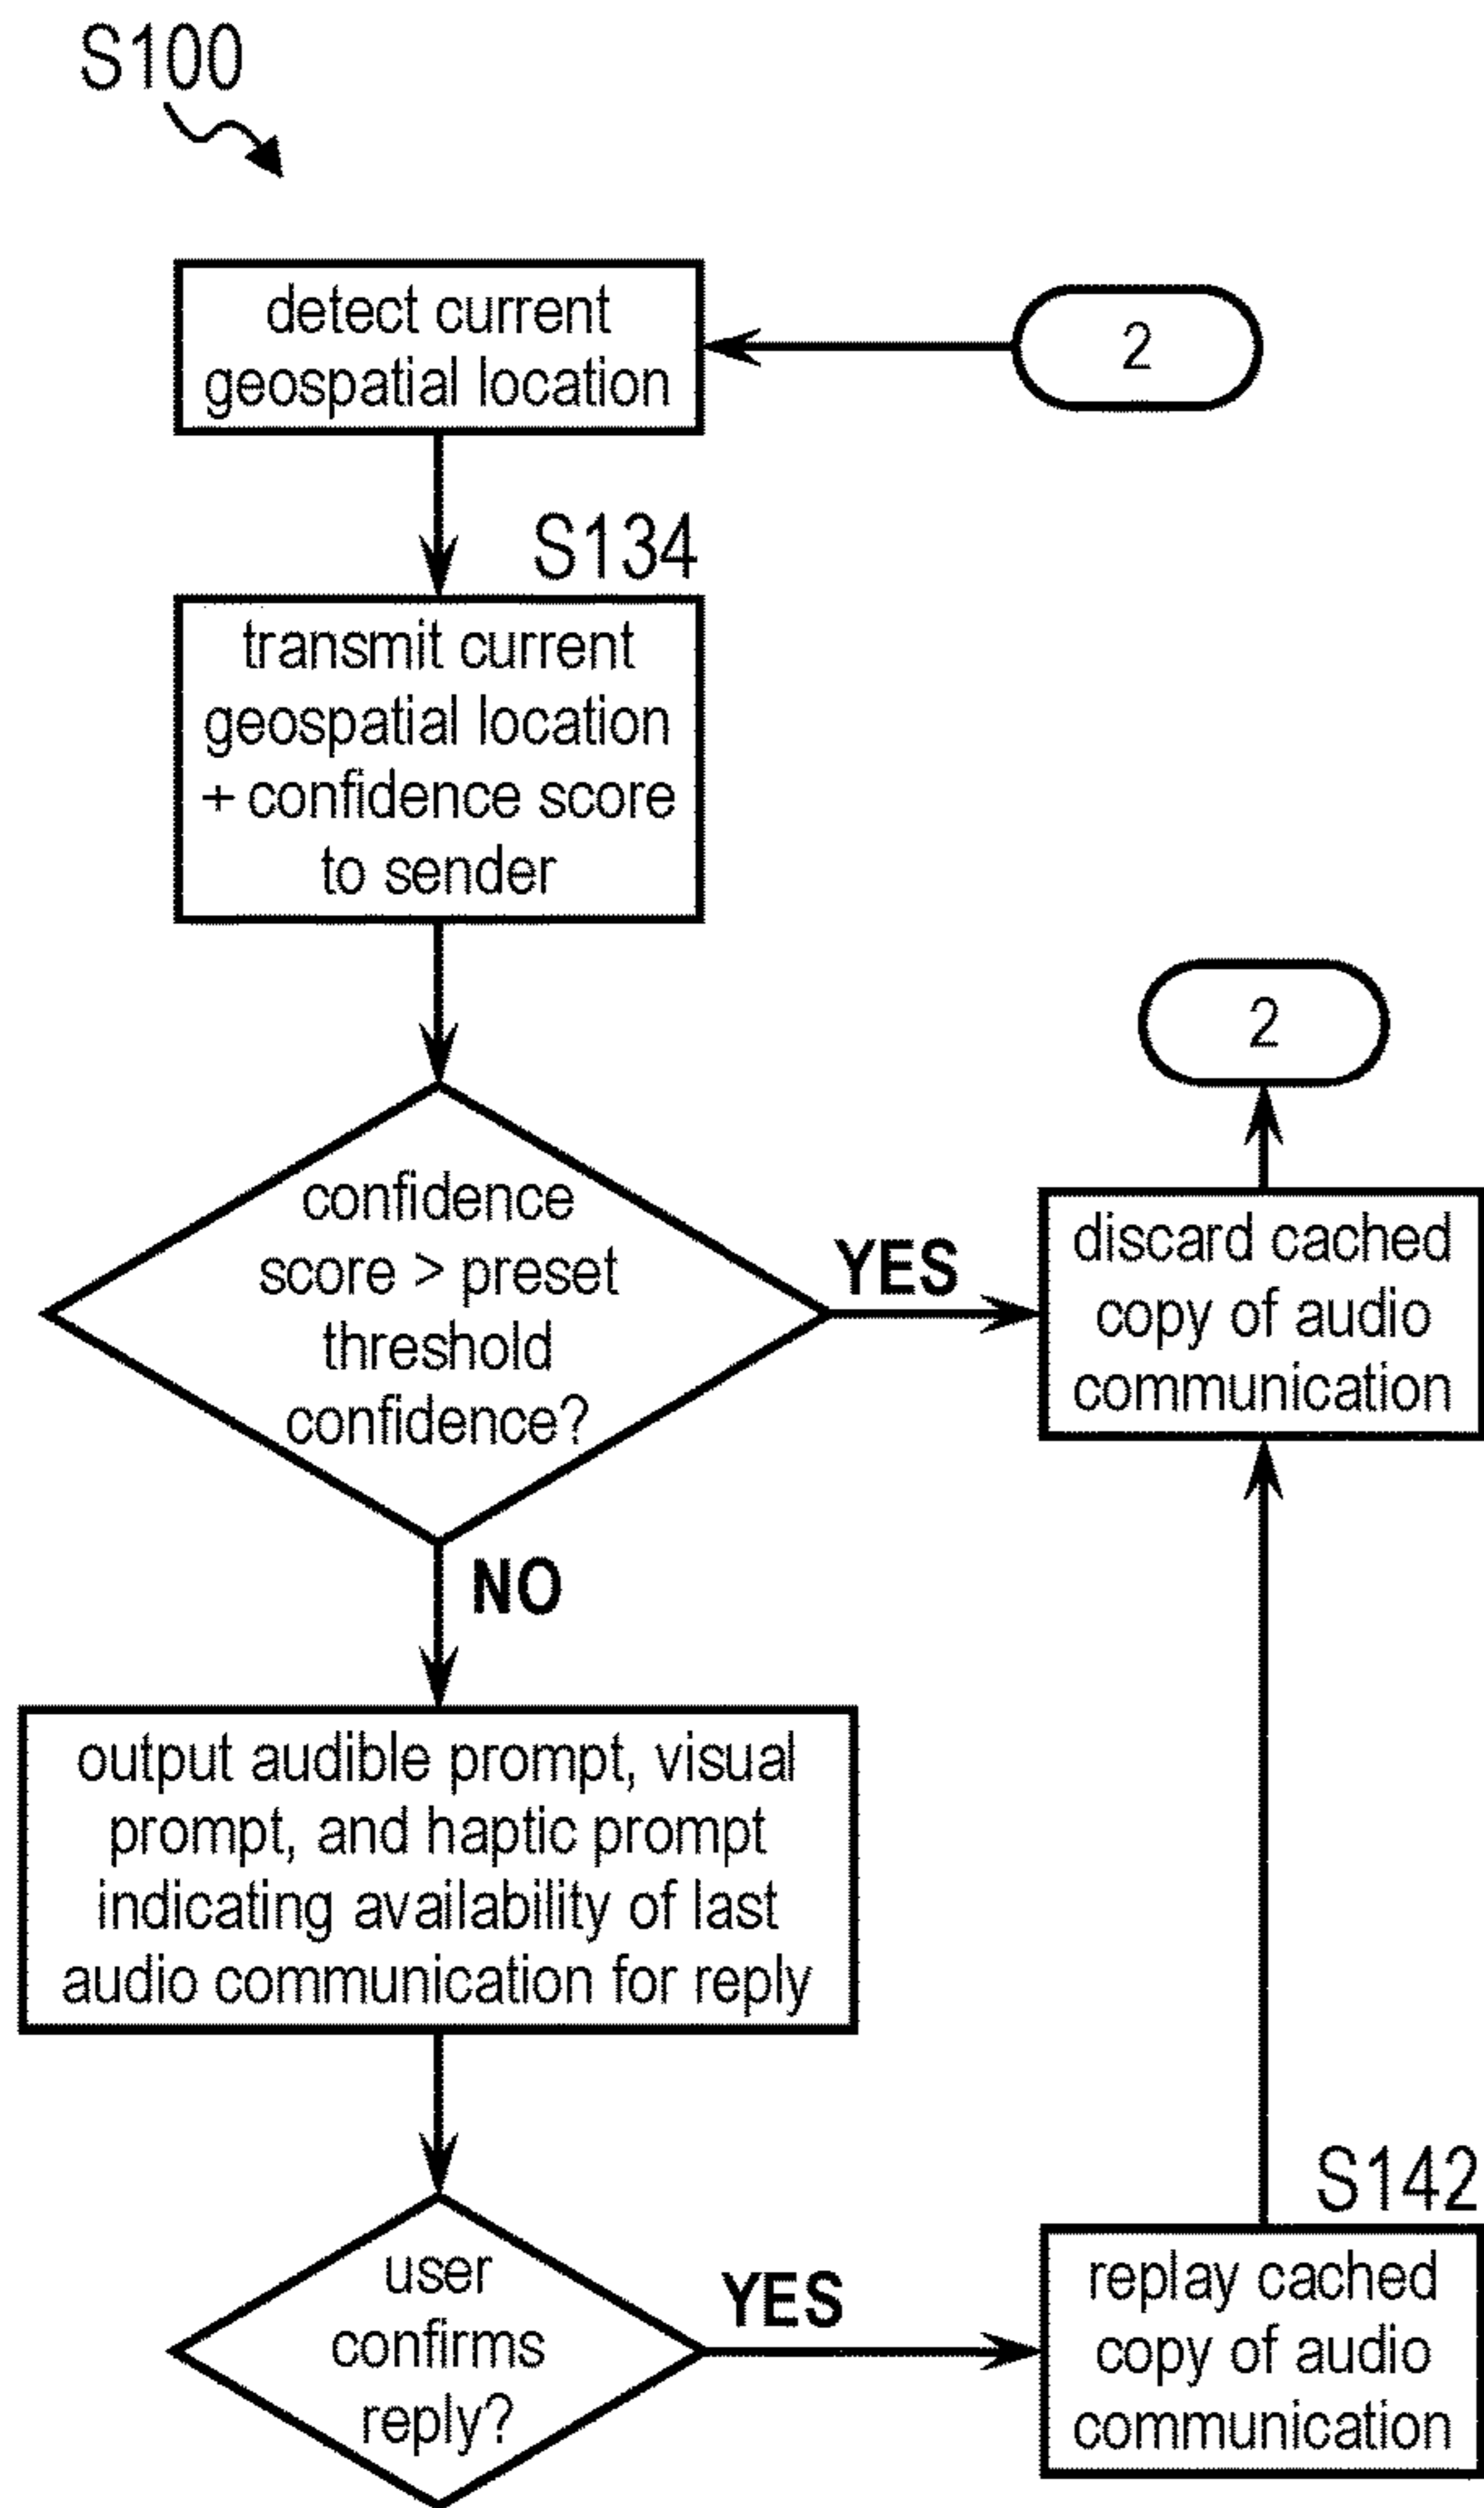 S100
detect current
geospatial location
2
S134
transmit current
geospatial location
+ confidence score
to sender
2
confidence
score > preset
threshold
confidence?
YES
discard cached
copy of audio
communication
NO
output audible prompt, visual
prompt, and haptic prompt
indicating availability of last
audio communication for reply
S142
user
confirms
reply?
YES
replay cached
copy of audio
communication